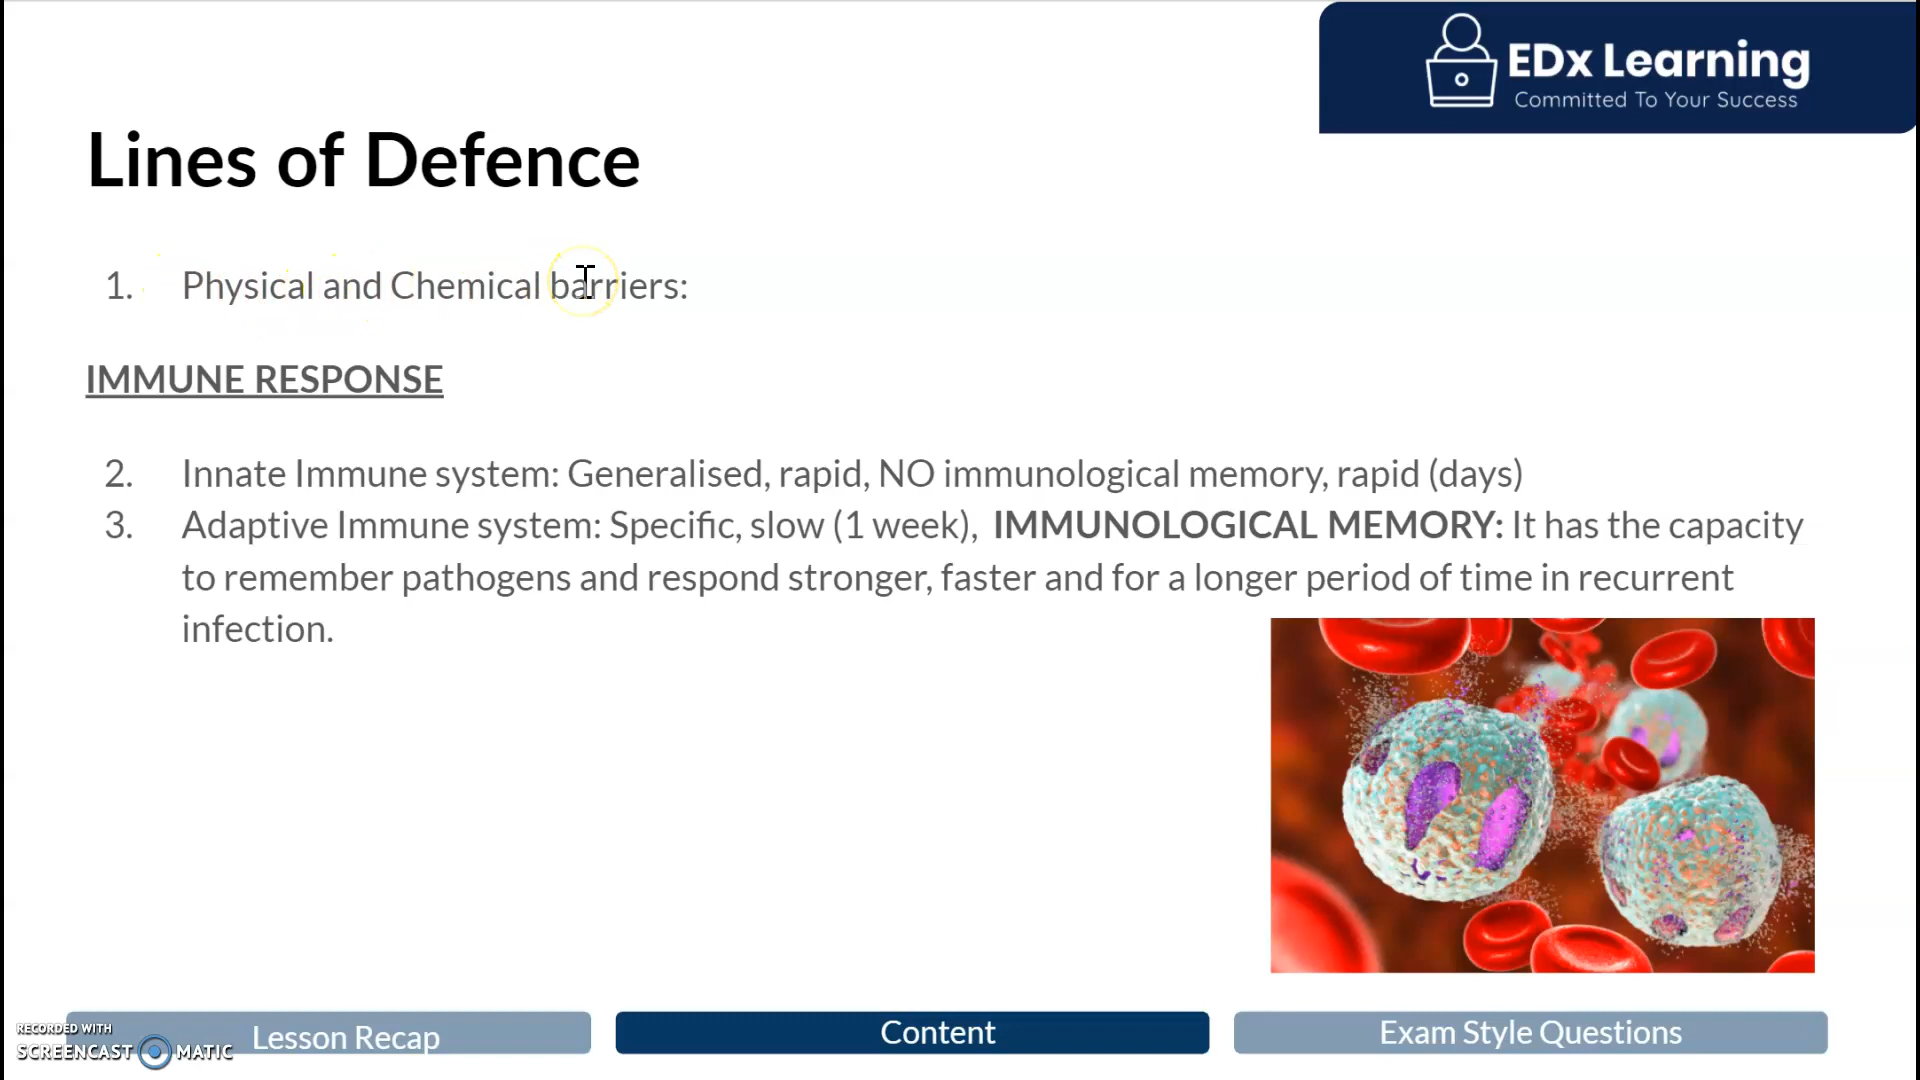 EDx Learning
Committed To Your Success
Lines of Defence
1. Physical and Chemical barriers:
IMMUNE RESPONSE
2. Innate Immune system: Generalised, rapid, NO immunological memory, rapid (days)
3. Adaptive Immune system: Specific, slow (1 week), IMMUNOLOGICAL MEMORY: It has the capacity
to remember pathogens and respond stronger, faster and for a longer period of time in recurrent
infection.
Lesson Recap
Content
Exam Style Questions
RECORDED WITH
SCREENCAST MATIC